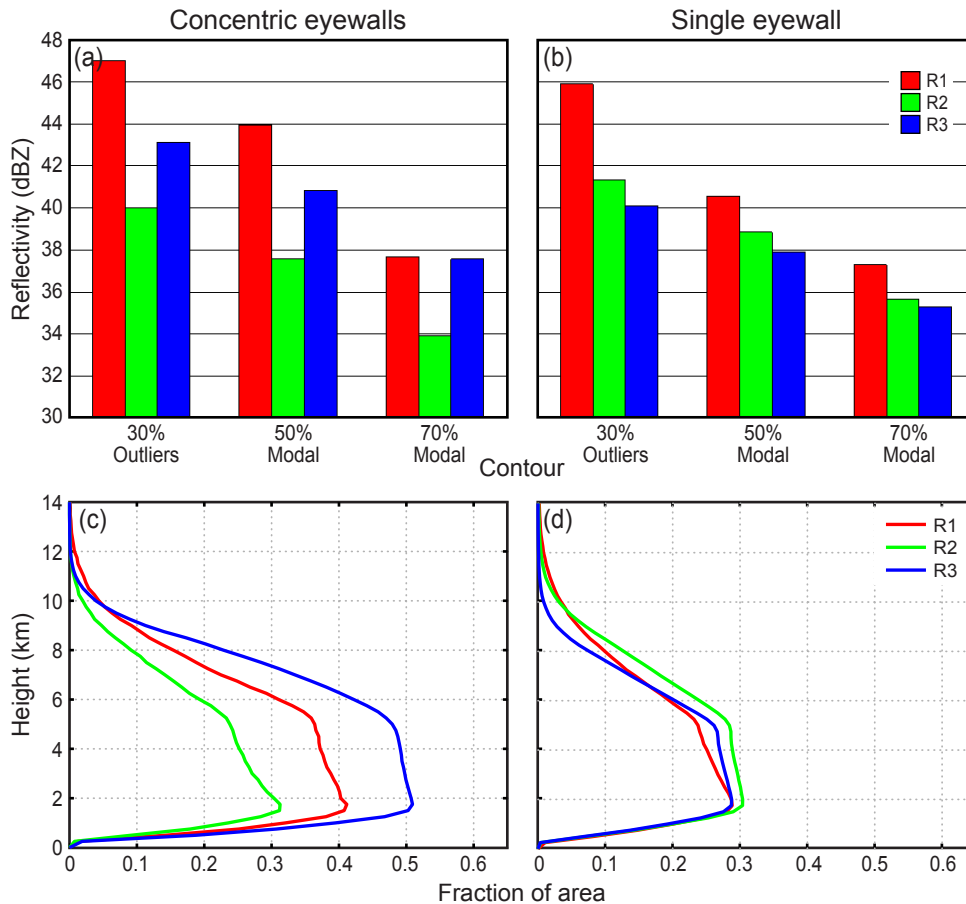 Concentric eyewalls
Single eyewall
(a)
48
46
44
42
40
38
36
34
32
30
Reflectivity (dBZ)
30%
Outliers
50%
Modal
70%
Modal
(b)
R1
R2
R3
30%
Outliers
50%
Modal
70%
Modal
Contour
(c)
14
12
10
8
6
4
2
0
Height (km)
0 0.1 0.2 0.3 0.4 0.5 0.6
(d)
R1
R2
R3
0 0.1 0.2 0.3 0.4 0.5 0.6
Fraction of area